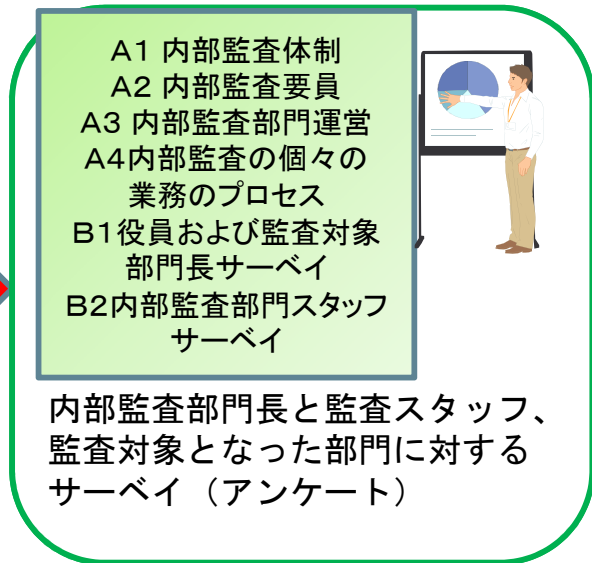 A1 内部監査体制
A2 内部監査要員
A3 内部監査部門運営
A4内部監査の個々の
業務のプロセス
B1役員および監査対象
部門長サーベイ
B2内部監査部門スタッフ
サーベイ
内部監査部門長と監査スタッフ、
監査対象となった部門に対する
サーベイ（アンケート）